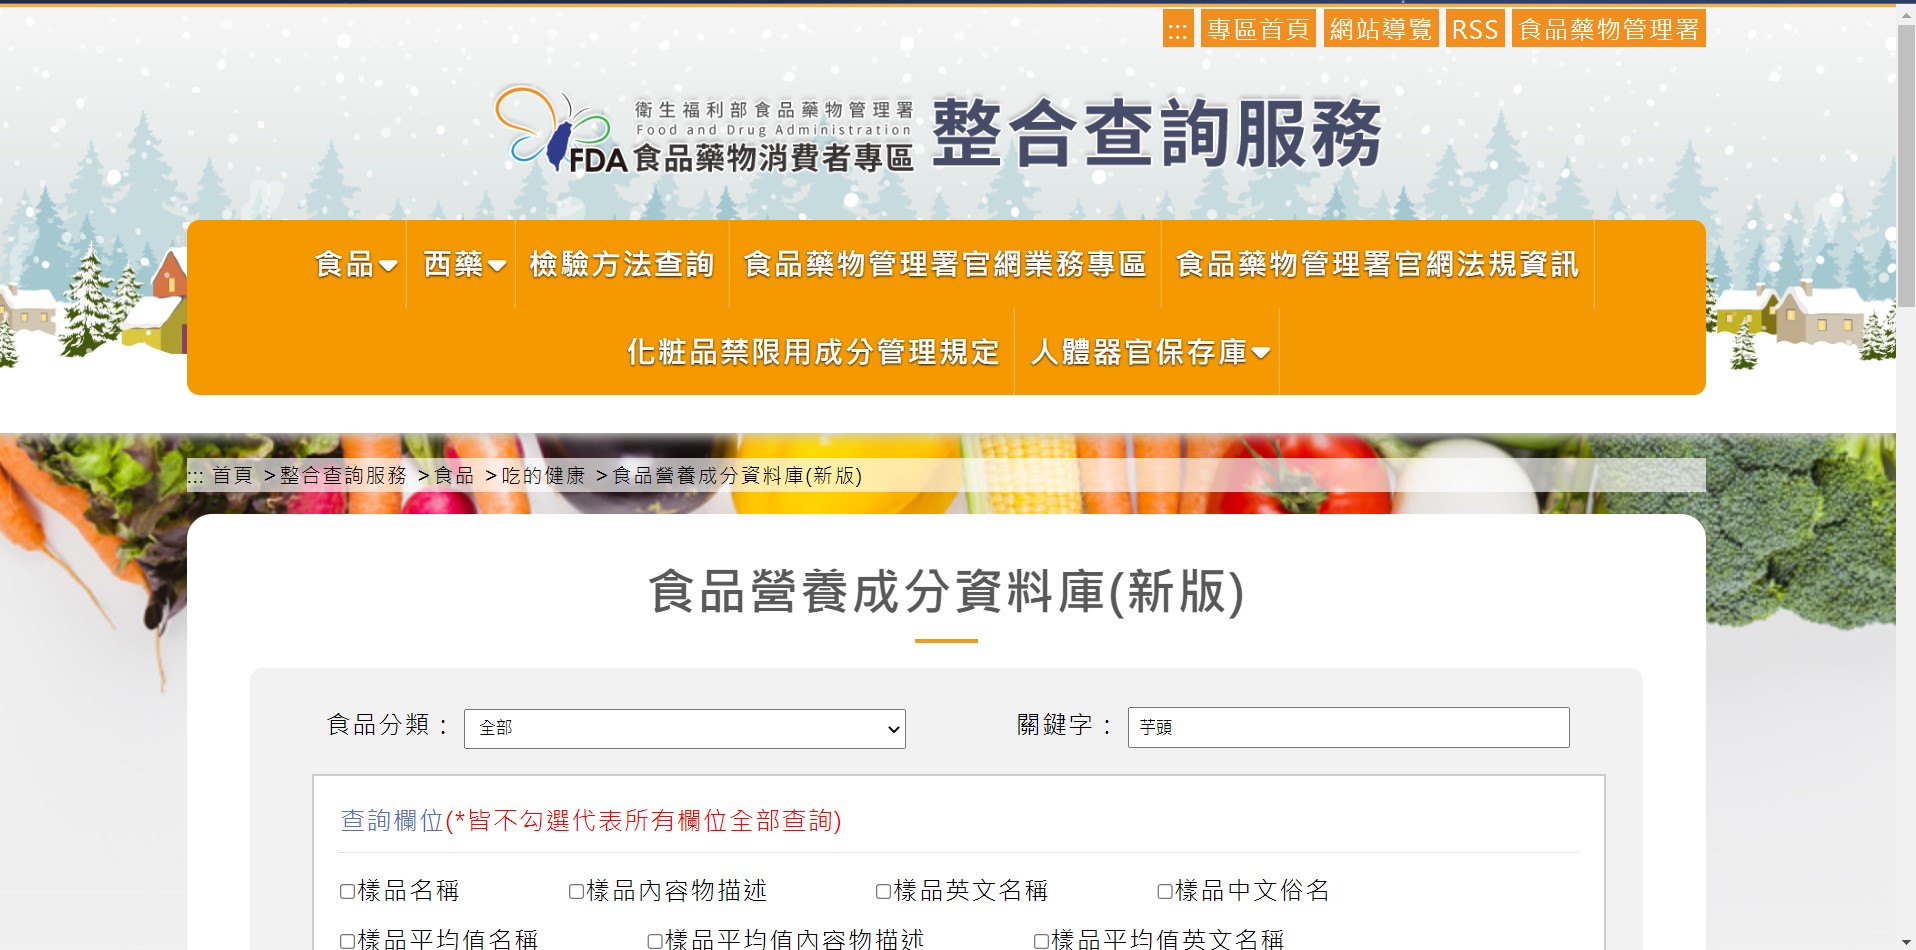 ::: 專區首頁 網站導覽 RSS 食品藥物管理署
衛生福利部食品藥物管理署
Food and Drug Administration
FDA 食品藥物消費者專區
整合查詢服務
食品 西藥 檢驗方法查詢 食品藥物管理署官網業務專區 食品藥物管理署官網法規資訊
化粧品禁限用成分管理規定 人體器官保存庫
::: 首頁 >整合查詢服務 >食品 >吃的健康 >食品營養成分資料庫(新版)
食品營養成分資料庫(新版)
食品分類： 全部 關鍵字： 芋頭
查詢欄位(*皆不勾選代表所有欄位全部查詢)
樣品名稱 樣品內容物描述 樣品英文名稱 樣品中文俗名
樣品平均值名稱 樣品平均值內容物描述 樣品平均值英文名稱